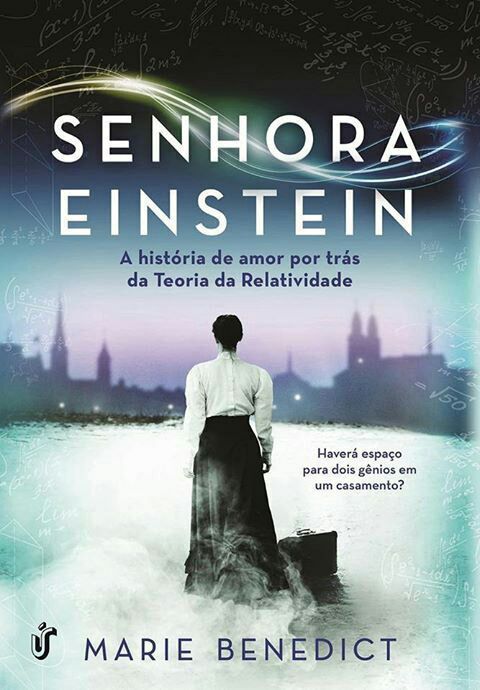 SENHORA
EINSTEIN
A história de amor por trás
da Teoria da Relatividade
Haverá espaço
para dois gênios em
um casamento?
MARIE BENEDICT